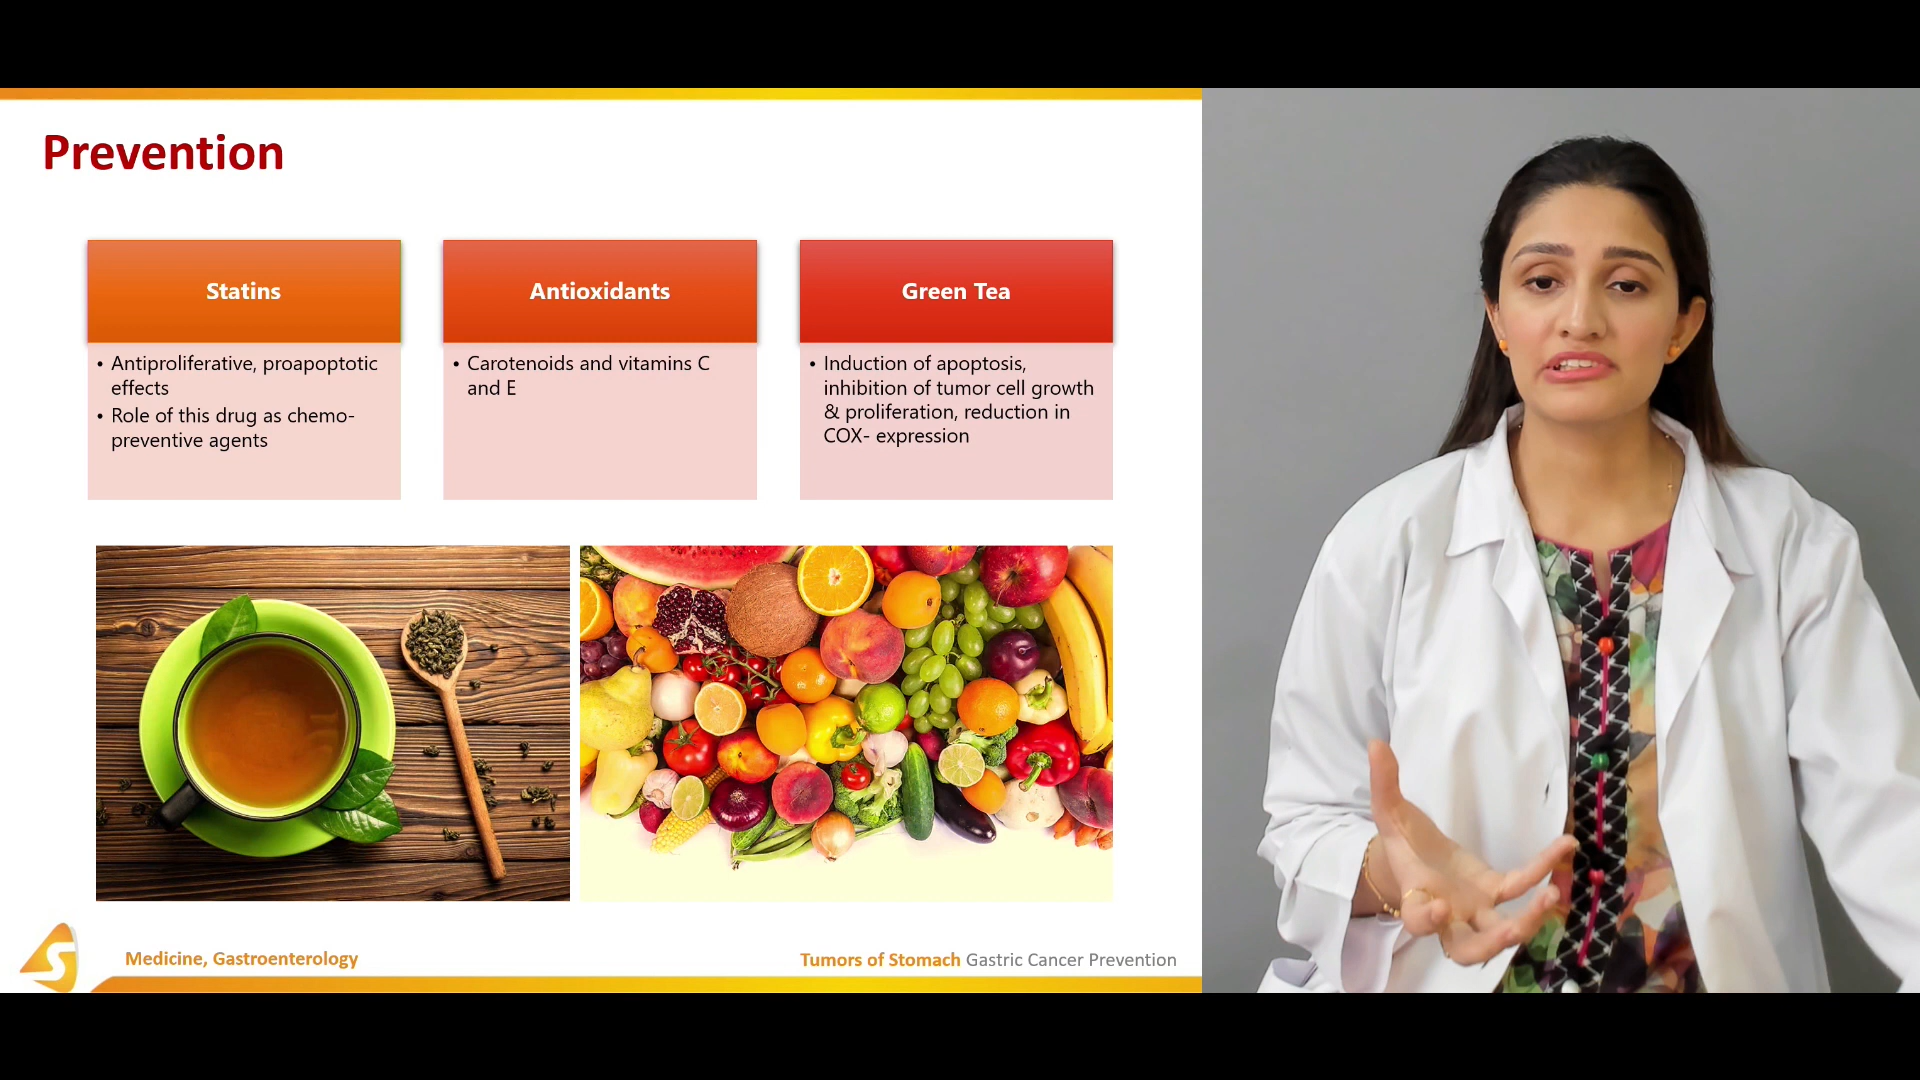 Prevention
Statins
• Antiproliferative, proapoptotic
effects
• Role of this drug as chemo-
preventive agents
Antioxidants
• Carotenoids and vitamins C
and E
Green Tea
• Induction of apoptosis,
inhibition of tumor cell growth
& proliferation, reduction in
COX- expression
S
Medicine, Gastroenterology
Tumors of Stomach Gastric Cancer Prevention